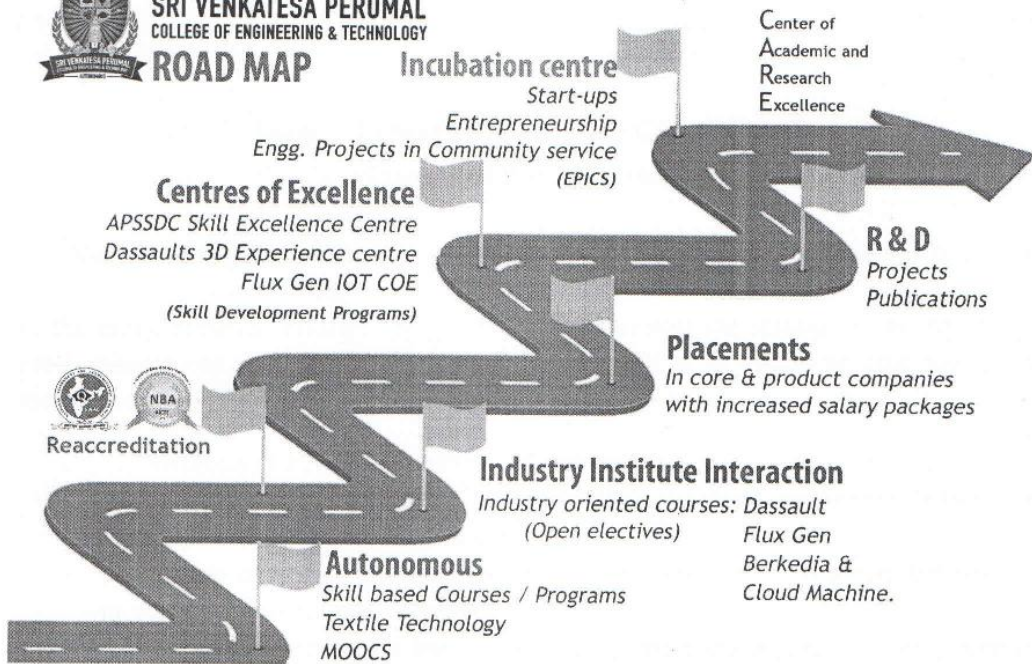 SRI VENKATESA PERUMAL
COLLEGE OF ENGINEERING & TECHNOLOGY
ROAD MAP
SRI VENKATESA PERUMAL
Incubation centre
Start-ups
Entrepreneurship
Engg. Projects in Community service
(EPICS)
Center of
Academic and
Research
Excellence
Centres of Excellence
APSSDC Skill Excellence Centre
Dassaults 3D Experience centre
Flux Gen IOT COE
(Skill Development Programs)
R & D
Projects
Publications
Placements
In core & product companies
with increased salary packages
NBA
Reaccreditation
Industry Institute Interaction
Industry oriented courses: Dassault
(Open electives) Flux Gen
Berkedia &
Cloud Machine.
Autonomous
Skill based Courses / Programs
Textile Technology
MOOCS